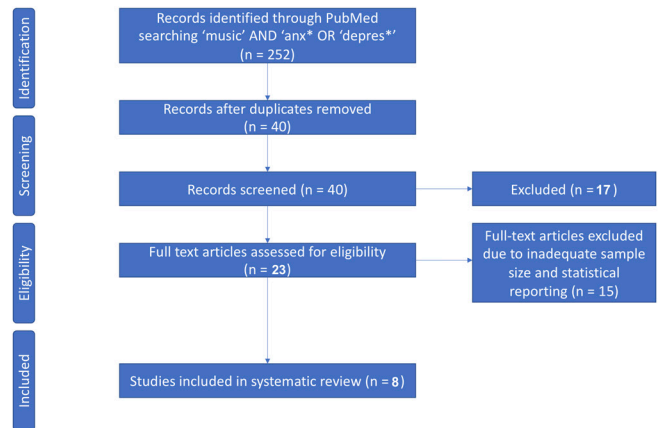 Identification
Records identified through PubMed
searching ‘music’ AND ‘anx* OR ‘depres*’
(n = 252)
Records after duplicates removed
(n = 40)
Screening
Records screened (n = 40)
Excluded (n = 17)
Eligibility
Full text articles assessed for eligibility
(n = 23)
Full-text articles excluded
due to inadequate sample
size and statistical
reporting (n = 15)
Included
Studies included in systematic review (n = 8)